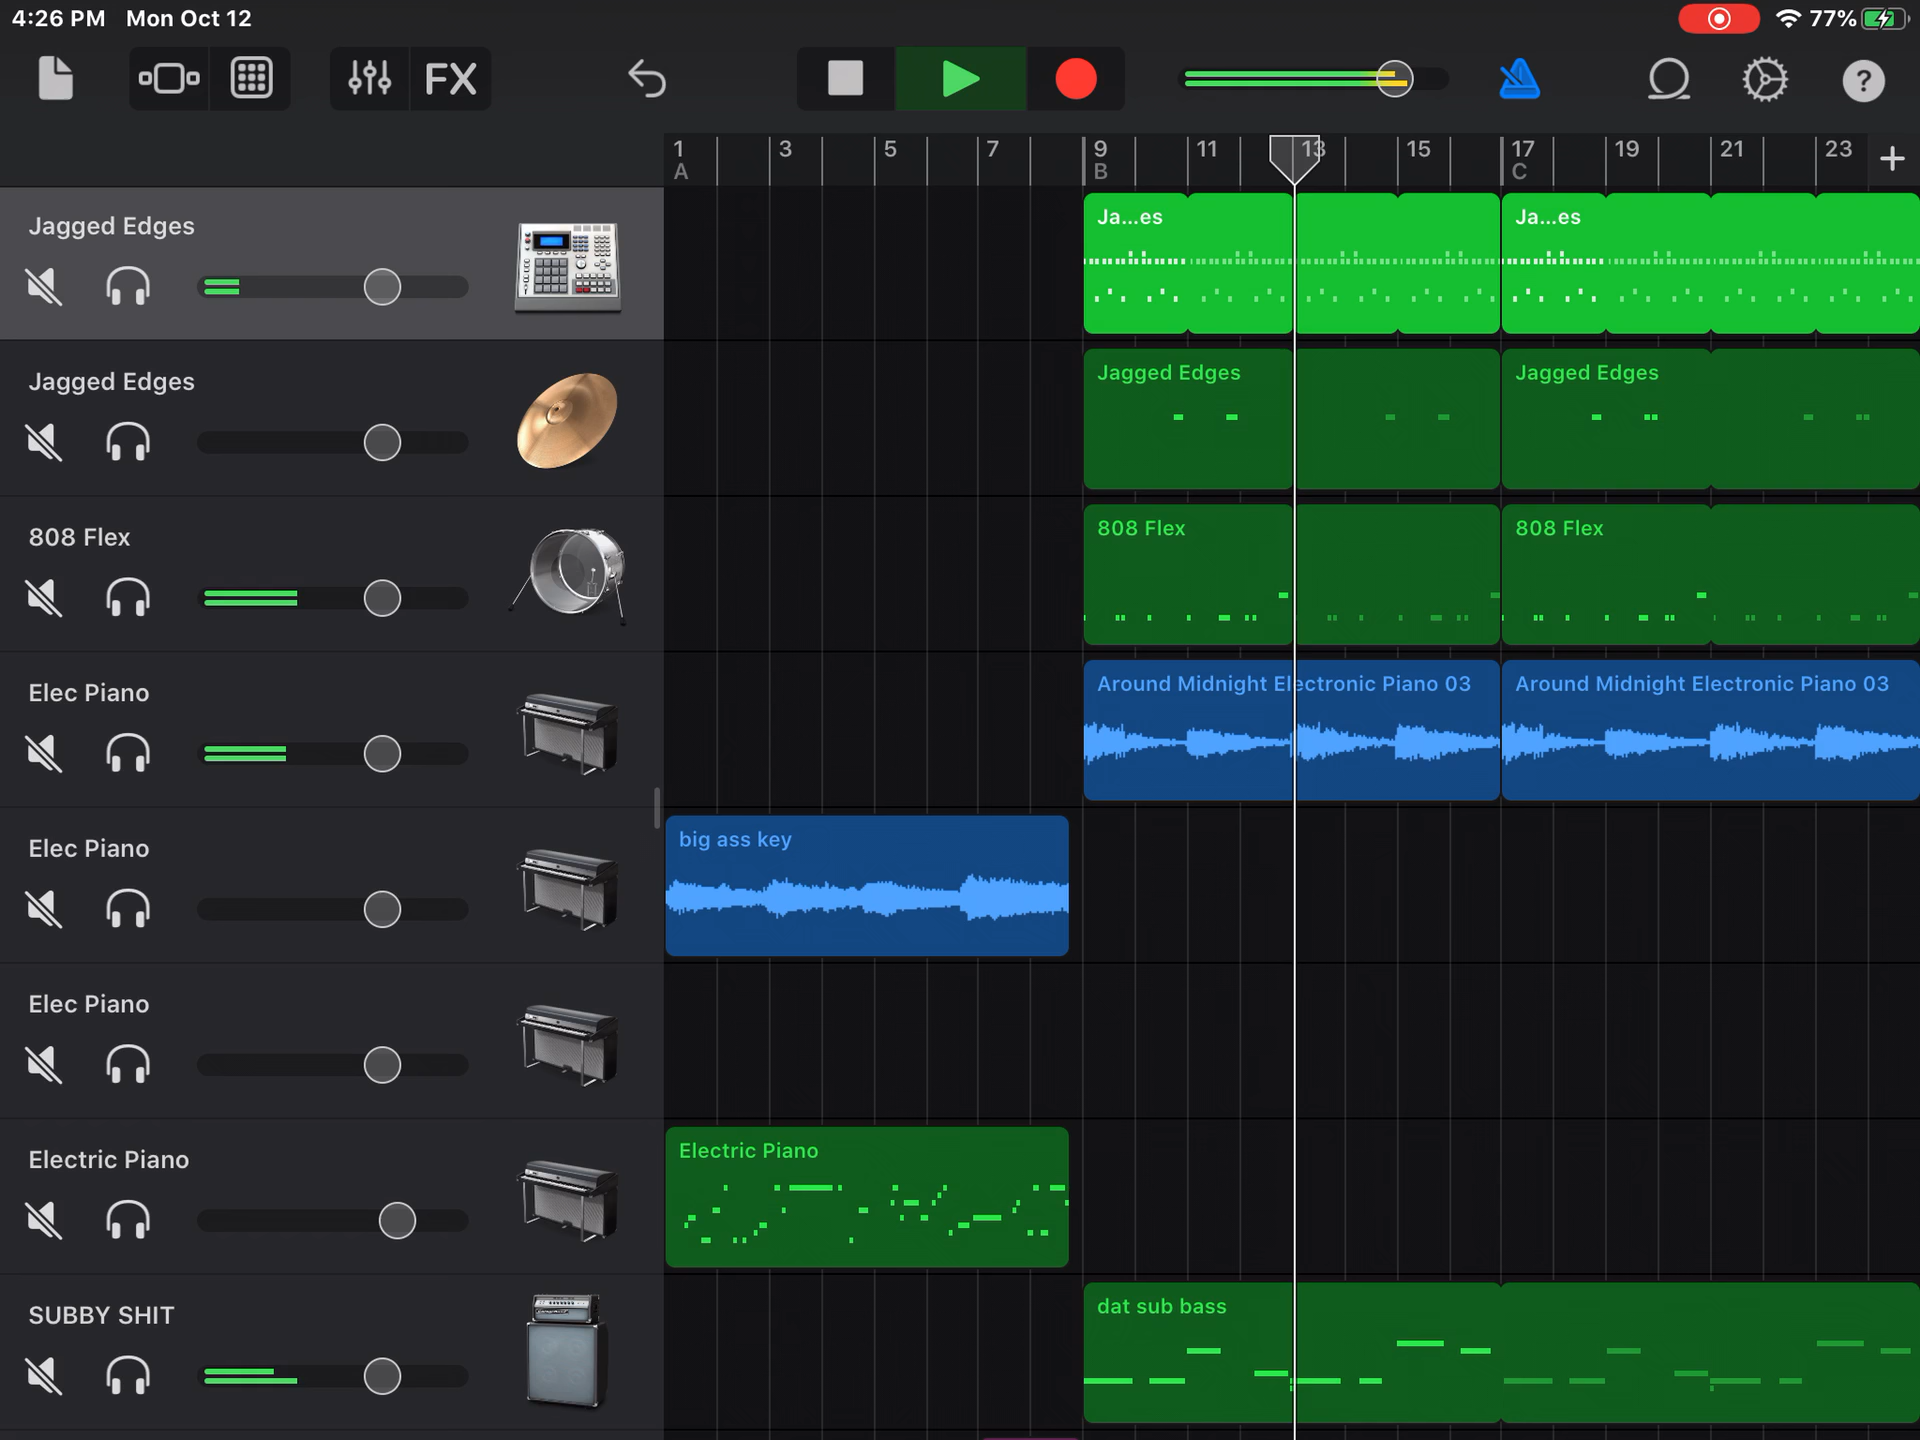 4:26 PM Mon Oct 12 77%
FX ?
1 3 5 7 9 11 13 15 17 19 21 23 +
A B C
Jagged Edges
Ja...es Ja...es
Jagged Edges
Jagged Edges Jagged Edges
808 Flex
808 Flex 808 Flex
Elec Piano
Around Midnight Electronic Piano 03 Around Midnight Electronic Piano 03
Elec Piano
big ass key
Elec Piano
Electric Piano
Electric Piano
SUBBY SHIT
dat sub bass